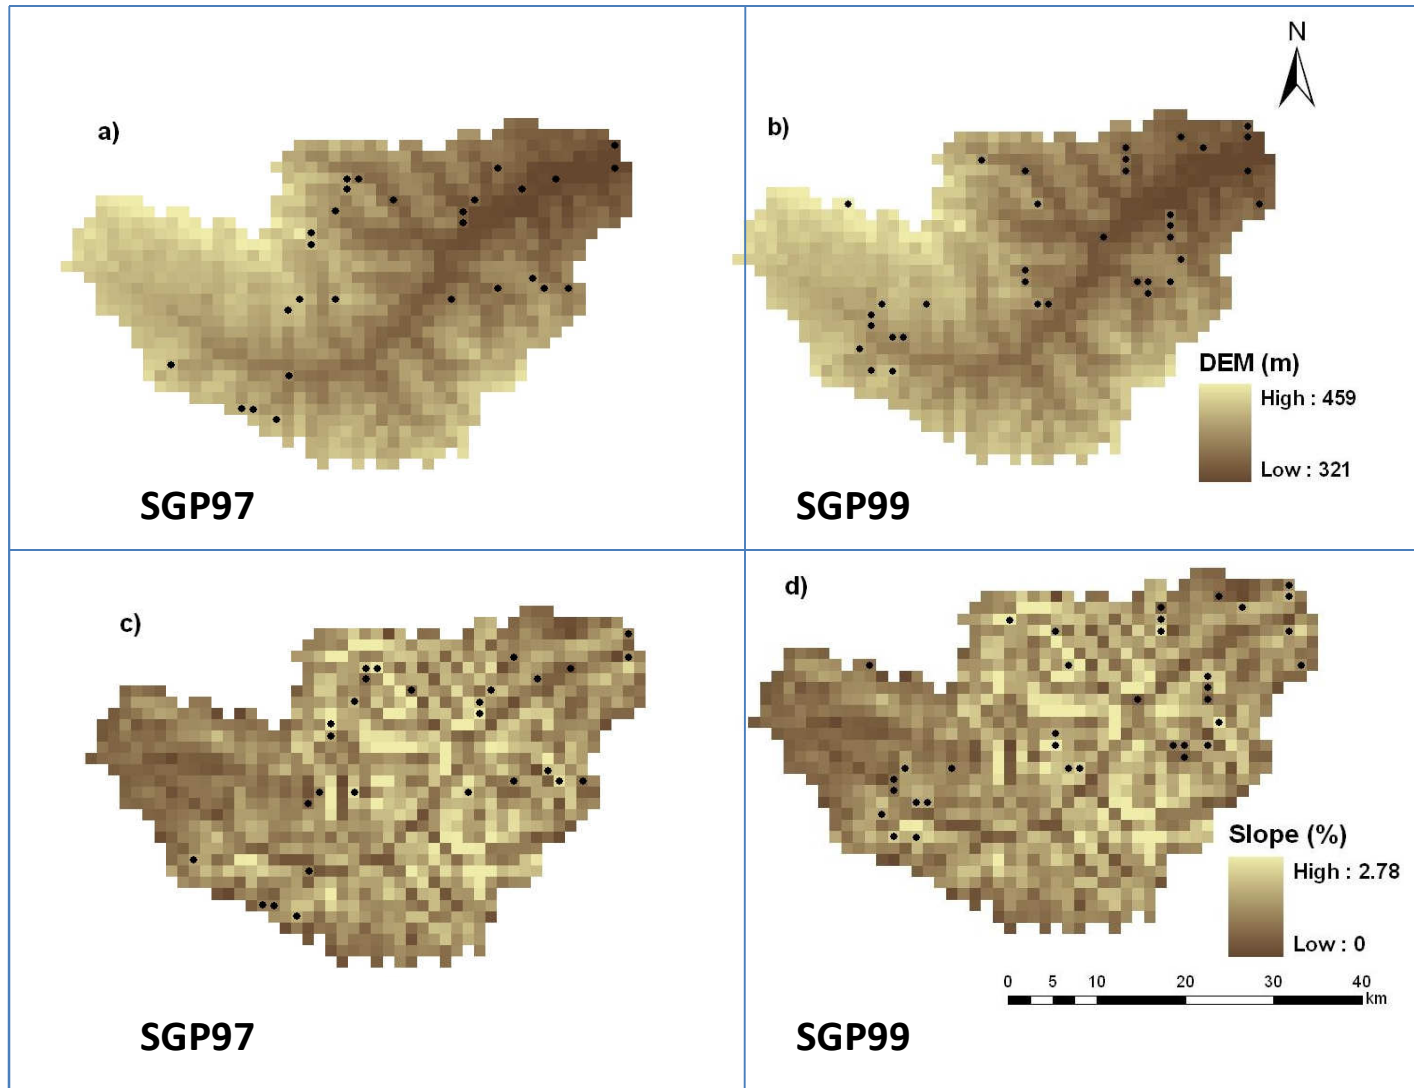 a)
SGP97
N
b)
DEM (m)
High : 459
Low : 321
SGP99
c)
SGP97
d)
Slope (%)
High : 2.78
Low : 0
0 5 10 20 30 40
km
SGP99